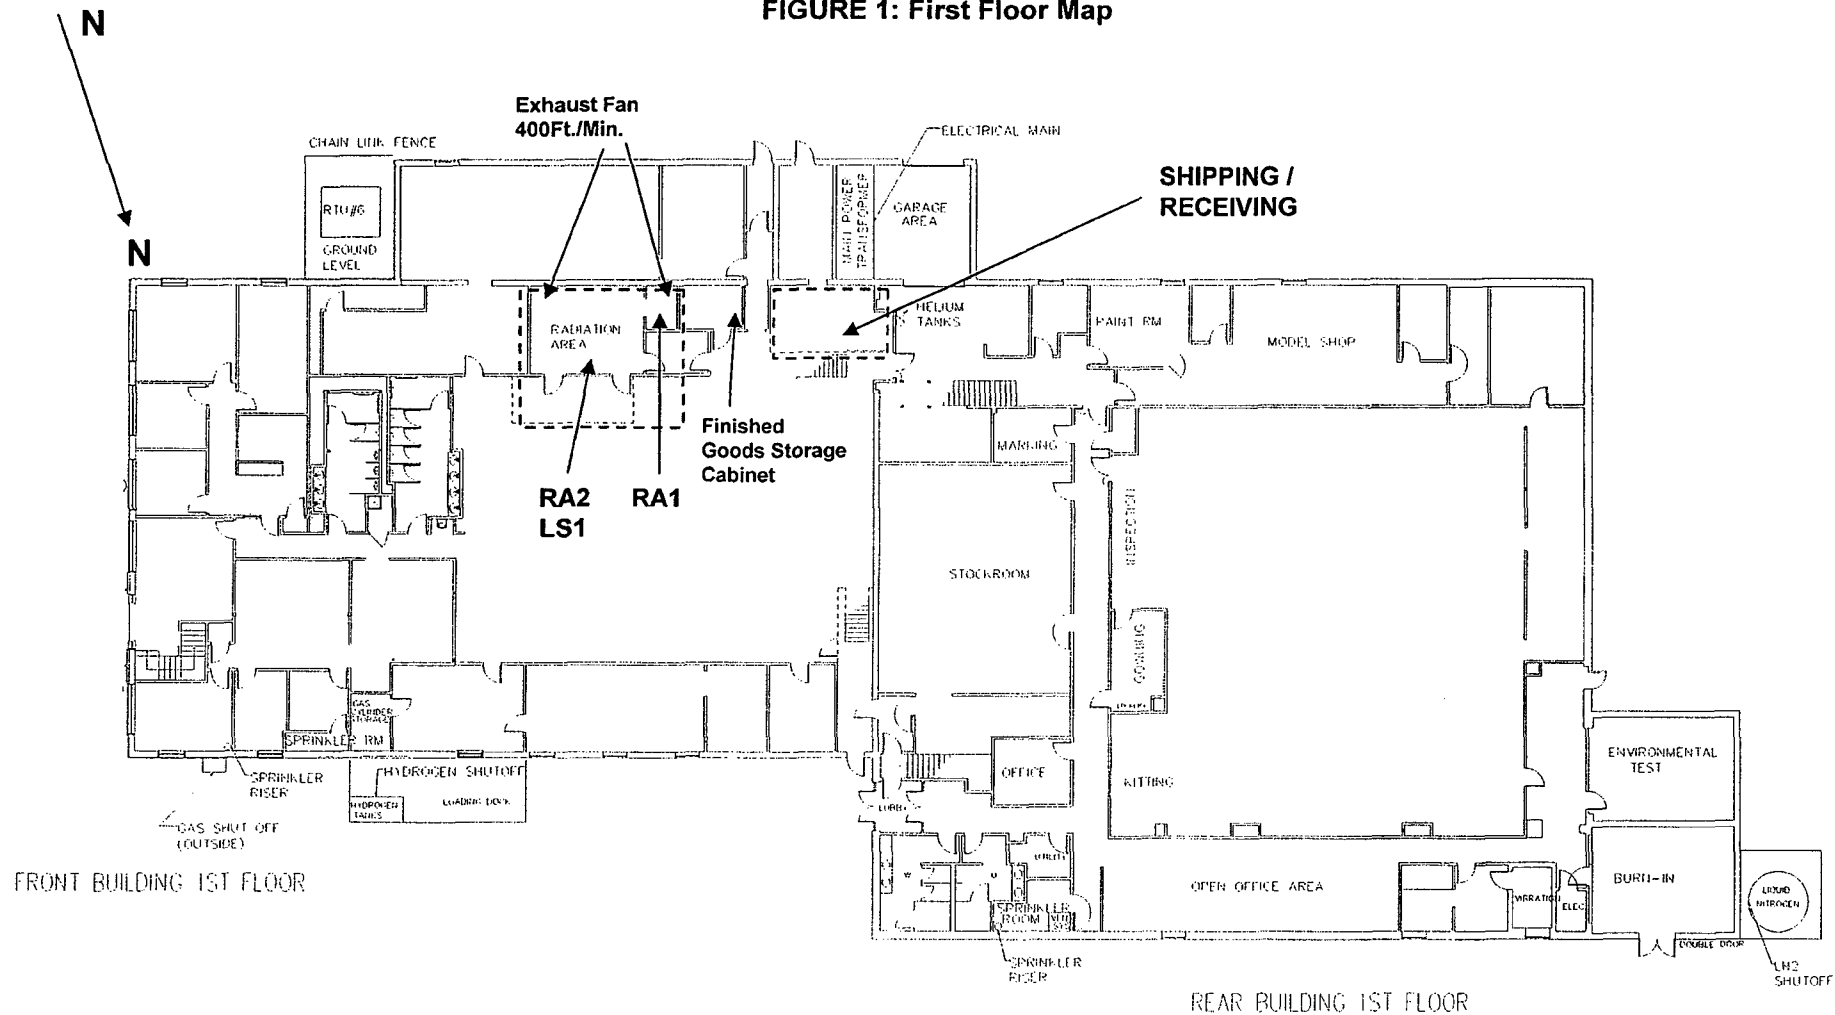 FIGURE 1: First Floor Map
N
N
Exhaust Fan
400Ft./Min.
CHAIN LINK FENCE
ELECTRICAL MAIN
SHIPPING /
RECEIVING
RTU#6
GROUND
LEVEL
MAIN POWER
TRANSFORMER
GARAGE
AREA
RADIATION
AREA
HELIUM
TANKS
PAINT RM
MODEL SHOP
Finished
Goods Storage
Cabinet
MARKING
RA2
LS1
RA1
INSPECTION
STOCKROOM
GOWNING
GAS
CYLINDER
STORAGE
SPRINKLER RM
SPRINKLER
RISER
HYDROGEN SHUTOFF
HYDROGEN
TANKS
LOADING DOCK
GAS SHUT OFF
(OUTSIDE)
OFFICE
KITTING
ENVIRONMENTAL
TEST
LOBBY
UTILITY
FRONT BUILDING 1ST FLOOR
OPEN OFFICE AREA
BURN-IN
VIBRATION
ELEC
LIQUID
NITROGEN
SPRINKLER
ROOM
DOUBLE DOOR
SPRINKLER
RISER
LN2
SHUTOFF
REAR BUILDING 1ST FLOOR